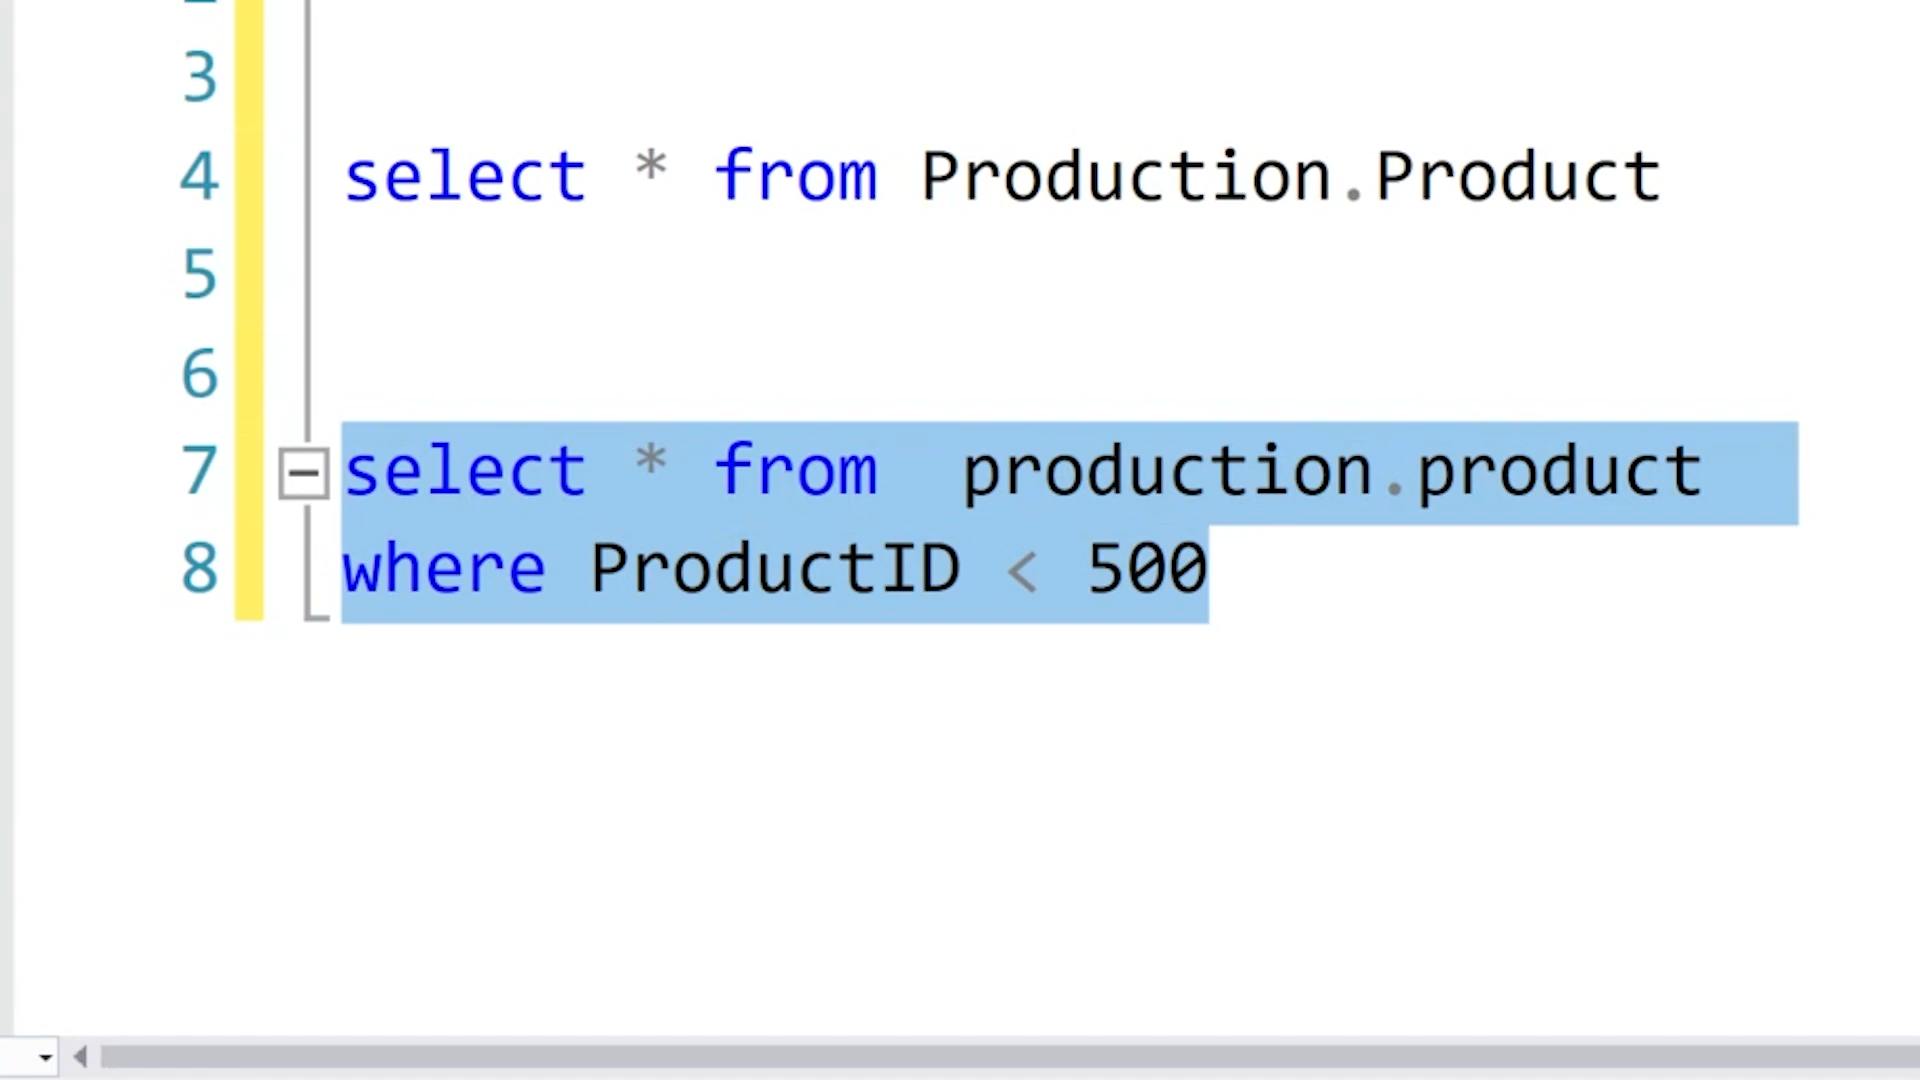 3
4 select * from Production.Product
5
6
7 select * from  production.product
8 where ProductID < 500